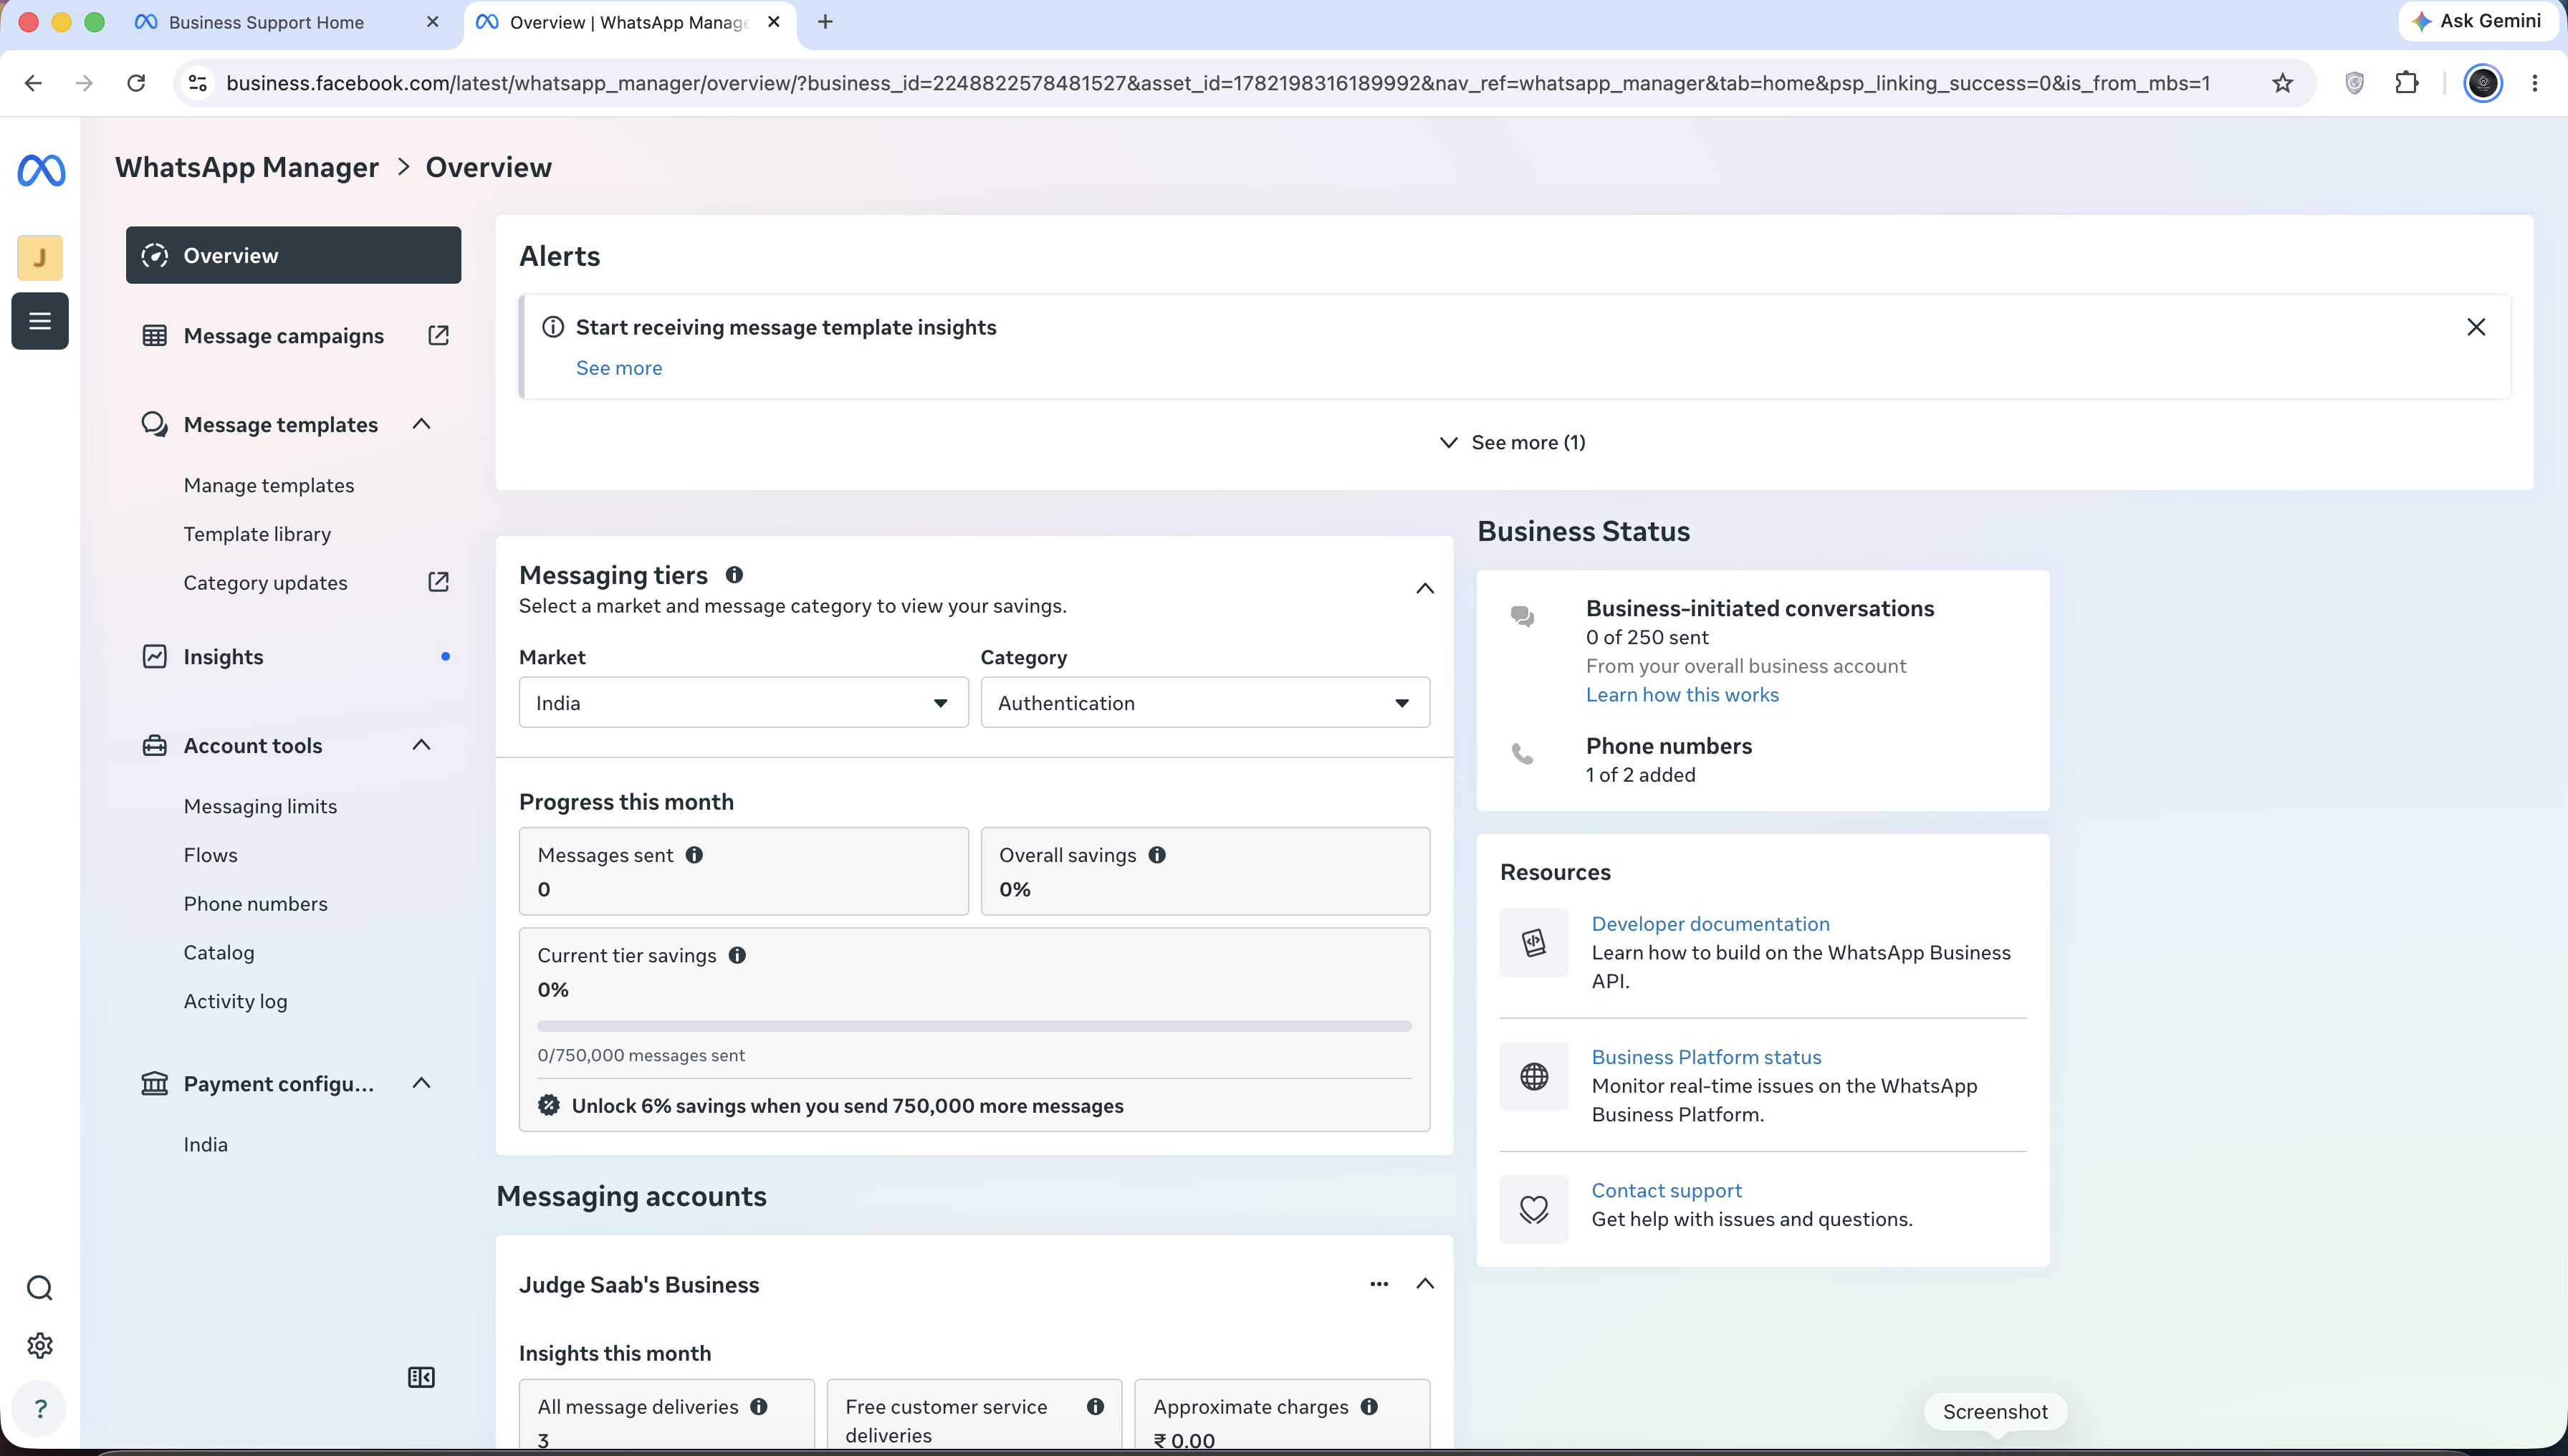 Business Support Home
Overview | WhatsApp Manage
Ask Gemini
business.facebook.com/latest/whatsapp_manager/overview/?business_id=2248822578481527&asset_id=1782198316189992&nav_ref=whatsapp_manager&tab=home&psp_linking_success=0&is_from_mbs=1
WhatsApp Manager > Overview
J
Overview
Message campaigns
Message templates
Manage templates
Template library
Category updates
Insights
Account tools
Messaging limits
Flows
Phone numbers
Catalog
Activity log
Payment configu...
India
?
Alerts
Start receiving message template insights
See more
See more (1)
Messaging tiers
Select a market and message category to view your savings.
Market
Category
India
Authentication
Progress this month
Messages sent
0
Overall savings
0%
Current tier savings
0%
0/750,000 messages sent
Unlock 6% savings when you send 750,000 more messages
Messaging accounts
Judge Saab's Business
Insights this month
All message deliveries
3
Free customer service
deliveries
Approximate charges
₹ 0.00
Business Status
Business-initiated conversations
0 of 250 sent
From your overall business account
Learn how this works
Phone numbers
1 of 2 added
Resources
Developer documentation
Learn how to build on the WhatsApp Business
API.
Business Platform status
Monitor real-time issues on the WhatsApp
Business Platform.
Contact support
Get help with issues and questions.
Screenshot